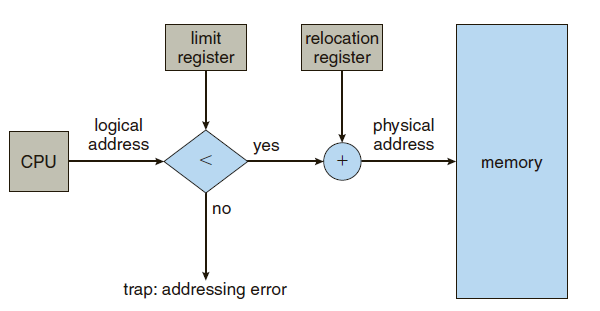 limit
register
relocation
register
logical
address
physical
address
CPU
<
yes
+
memory
no
trap: addressing error